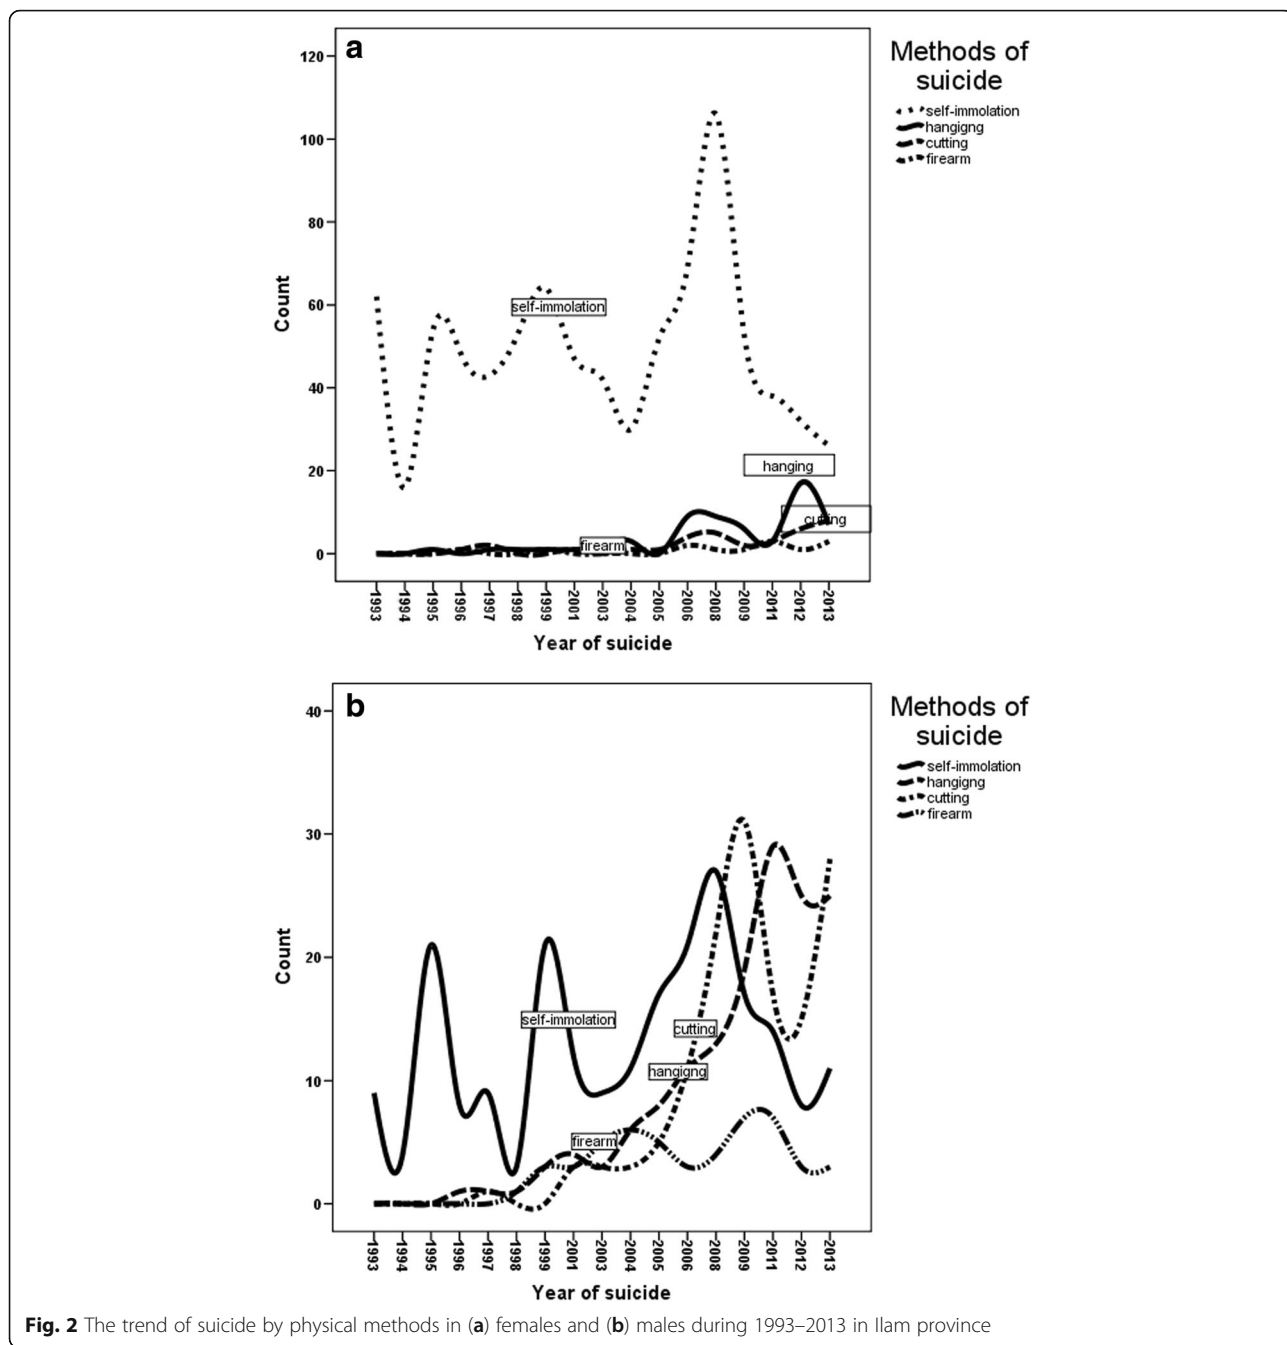 a
120
100
80
60
40
20
0
Count
self-immolation
hanging
cutting
firearm
1993 1994 1995 1996 1997 1998 1999 2001 2003 2004 2005 2006 2008 2009 2011 2012 2013
Year of suicide
Methods of
suicide
self-immolation
hangigng
cutting
firearm
b
40
30
20
10
0
Count
self-immolation
cutting
hangigng
firearm
1993 1994 1995 1996 1997 1998 1999 2001 2003 2004 2005 2006 2008 2009 2011 2012 2013
Year of suicide
Methods of
suicide
self-immolation
hangigng
cutting
firearm
Fig. 2 The trend of suicide by physical methods in (a) females and (b) males during 1993–2013 in Ilam province